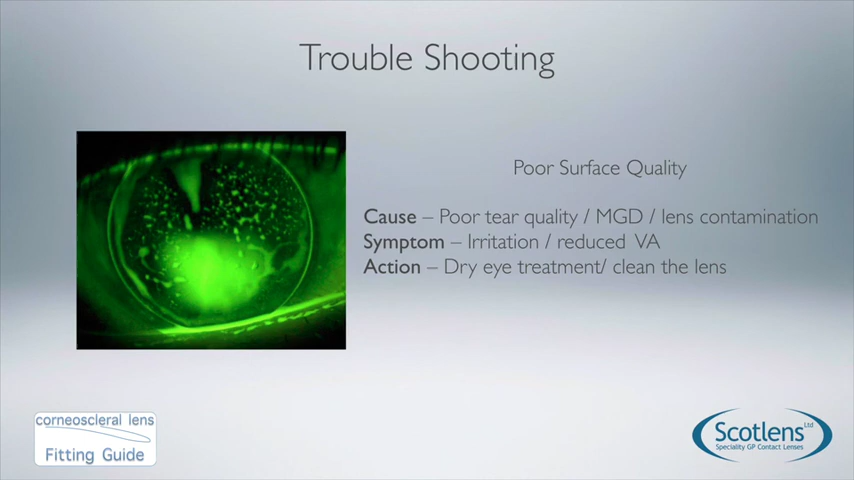 Trouble Shooting
Poor Surface Quality
Cause – Poor tear quality / MGD / lens contamination
Symptom – Irritation / reduced VA
Action – Dry eye treatment/ clean the lens
corneoscleral lens
Fitting Guide
Scotlens Ltd
Speciality GP Contact Lenses